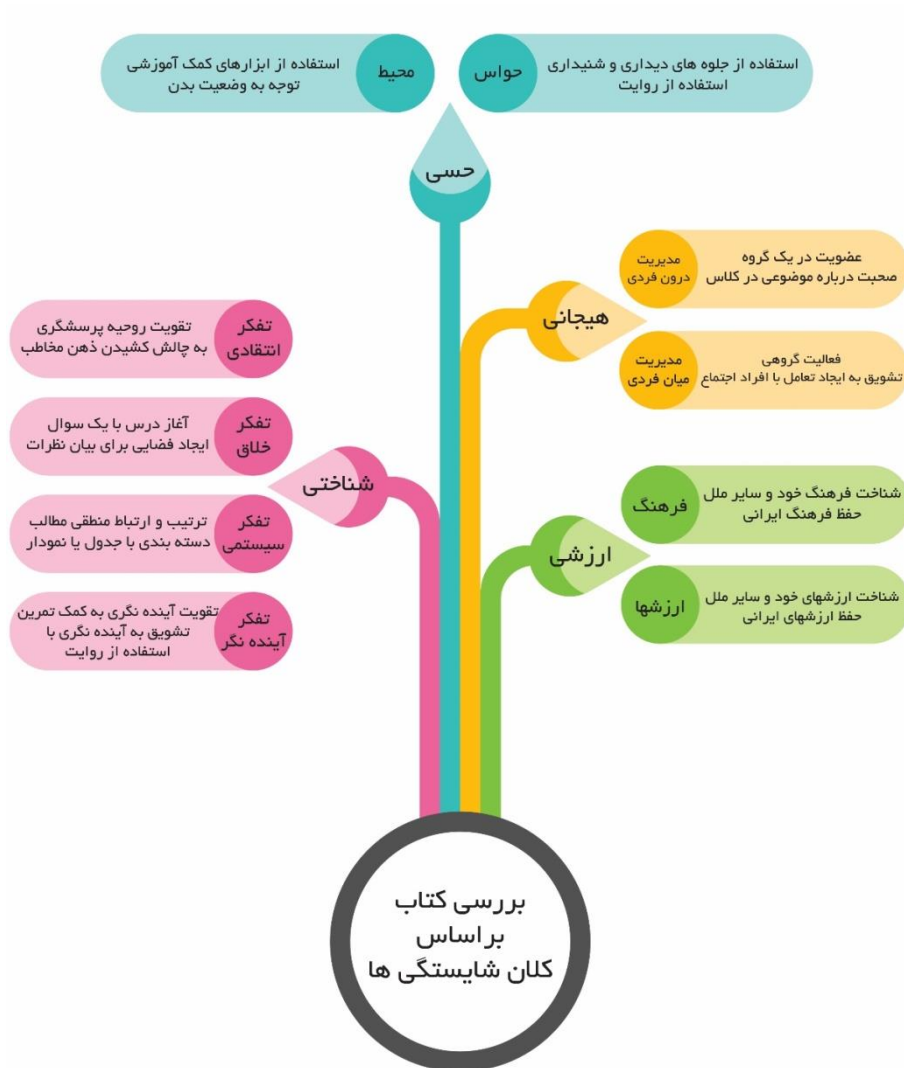 استفاده از جلوه های دیداری و شنیداری
استفاده از روایت
حواس
محیط
استفاده از ابزارهای کمک آموزشی
توجه به وضعیت بدن
حسی
مدیریت
درون فردی
عضویت در یک گروه
صحبت درباره موضوعی در کلاس
هیجانی
مدیریت
میان فردی
فعالیت گروهی
تشویق به ایجاد تعامل با افراد اجتماع
تفکر
انتقادی
تقویت روحیه پرسشگری
به چالش کشیدن ذهن مخاطب
تفکر
خلاق
آغاز درس با یک سوال
ایجاد فضایی برای بیان نظرات
شناختی
تفکر
سیستمی
ترتیب و ارتباط منطقی مطالب
دسته بندی با جدول یا نمودار
تفکر
آینده نگر
تقویت آینده نگری به کمک تمرین
تشویق به آینده نگری با
استفاده از روایت
فرهنگ
شناخت فرهنگ خود و سایر ملل
حفظ فرهنگ ایرانی
ارزشی
ارزشها
شناخت ارزشهای خود و سایر ملل
حفظ ارزشهای ایرانی
بررسی کتاب
براساس
کلان شایستگی ها